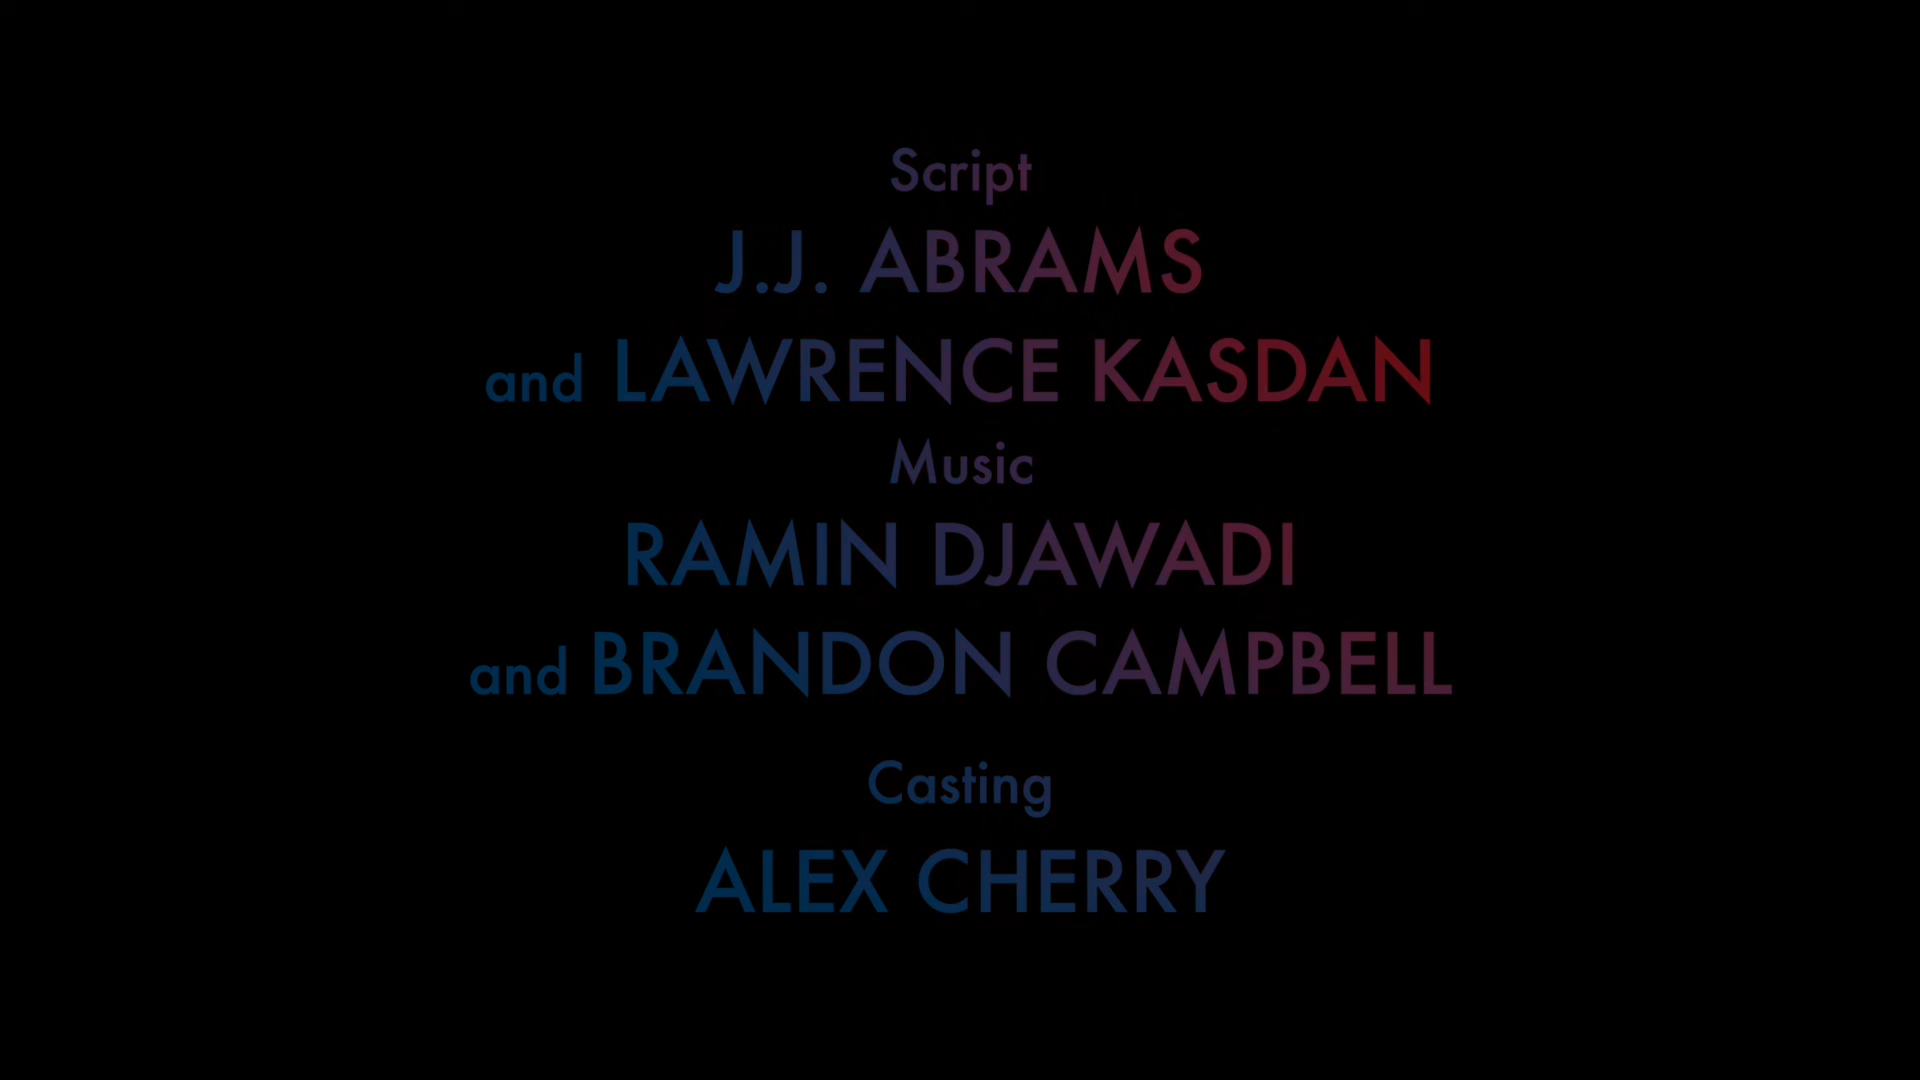 Script
J.J. ABRAMS
and LAWRENCE KASDAN
Music
RAMIN DJAWADI
and BRANDON CAMPBELL
Casting
ALEX CHERRY